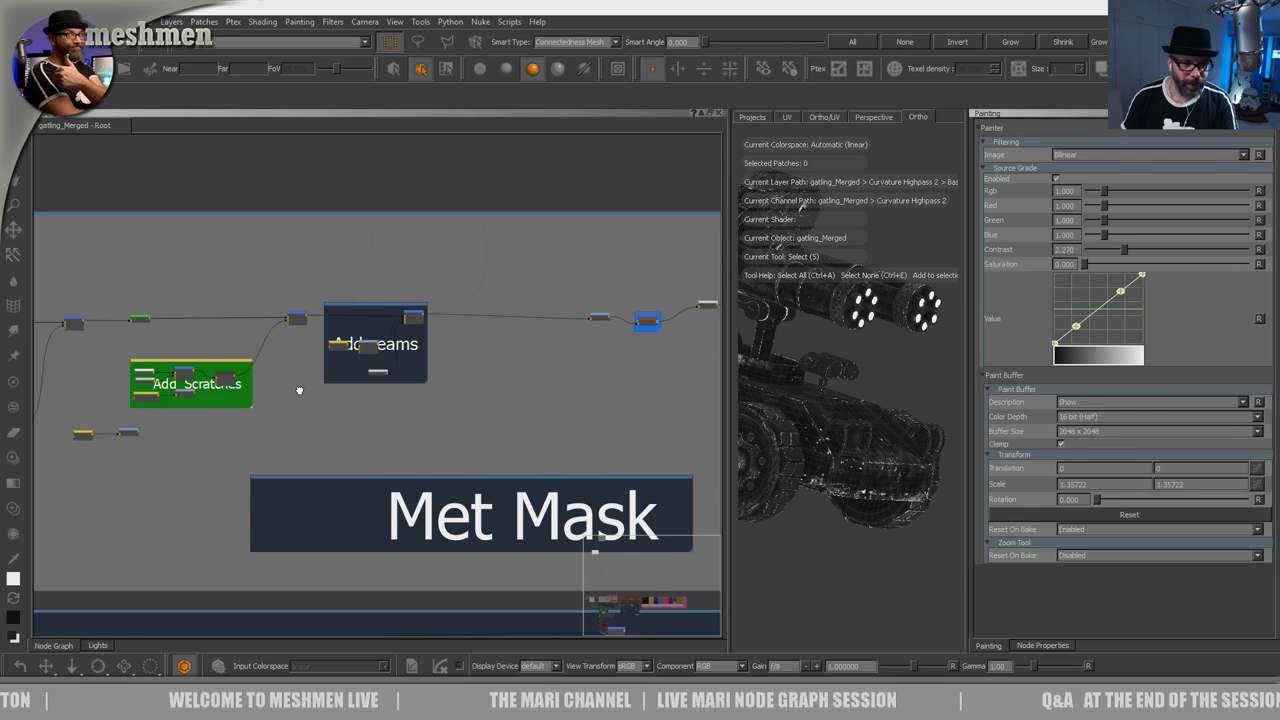 meshmen
Layers Patches Ptex Shading Painting Filters Camera View Tools Python Nuke Scripts Help
Smart Type: Connectedness Mesh Smart Angle 0.000 All None Invert Grow Shrink Grow
Near Far FoV Ptex Texel density: Size :
gatling_Merged - Root
Projects UV Ortho/UV Perspective Ortho
Current Colorspace: Automatic (linear)
Selected Patches: 0
Current Layer Path: gatling_Merged > Curvature Highpass 2 > Bas
Current Channel Path: gatling_Merged > Curvature Highpass 2
Current Shader:
Current Object: gatling_Merged
Current Tool: Select (S)
Tool Help: Select All (Ctrl+A) Select None (Ctrl+E) Add to selectio
Add Scratches
Add Seams
Met Mask
Node Graph Lights
Painting
Painter
Filtering
Image Bilinear R
Source Grade
Enabled
Rgb 1.000 R
Red 1.000 R
Green 1.000 R
Blue 1.000 R
Contrast 2.270 R
Saturation 0.000 R
Value R
Paint Buffer
Paint Buffer
Description Show R
Color Depth 16 bit (Half)
Buffer Size 2048 x 2048
Clamp
Transform
Translation 0 0
Scale 1.35722 1.35722
Rotation 0.000 R
Reset
Reset On Bake Enabled
Zoom Tool
Reset On Bake Disabled
Painting Node Properties
Input Colorspace linear Display Device default View Transform sRGB Component RGB Gain f/8 - + 1.000000 R Gamma 1.00 R
TON | WELCOME TO MESHMEN LIVE | THE MARI CHANNEL | LIVE MARI NODE GRAPH SESSION | Q&A AT THE END OF THE SESSION